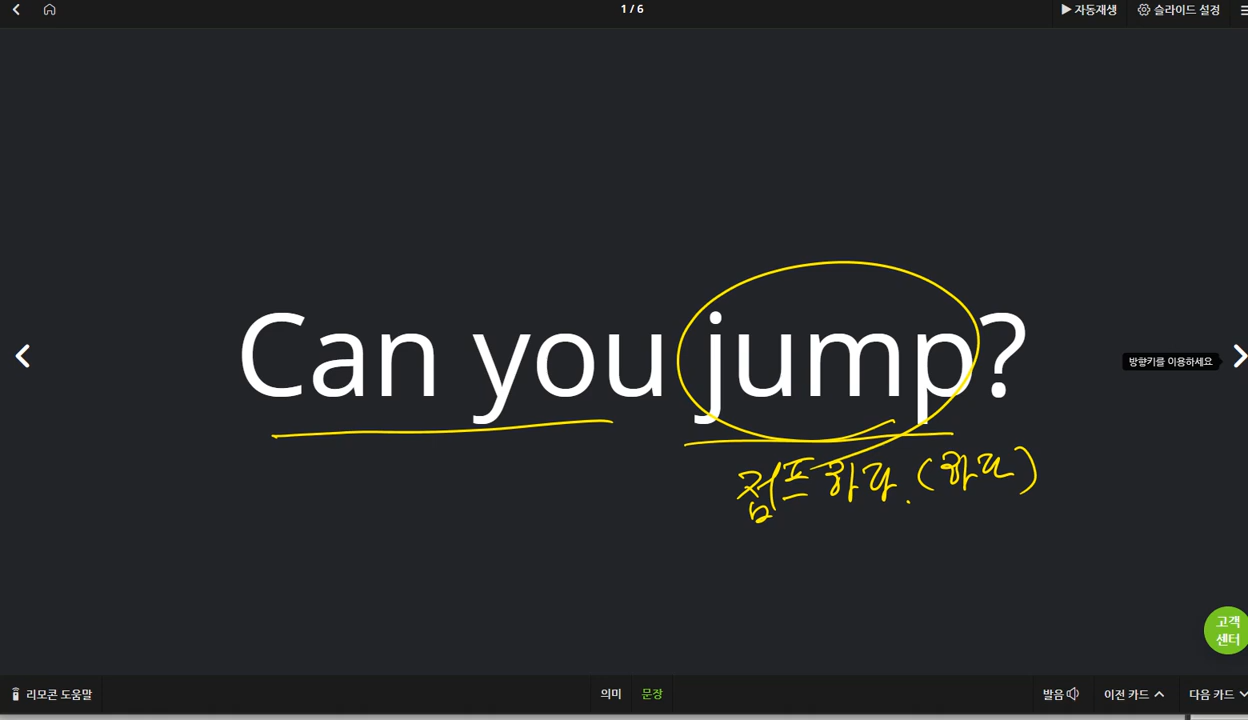 1 / 6
▶ 자동재생
슬라이드 설정
Can you jump?
방향키를 이용하세요
점프하다. (하다)
고객
센터
리모콘 도움말
의미
문장
발음
이전 카드
다음 카드